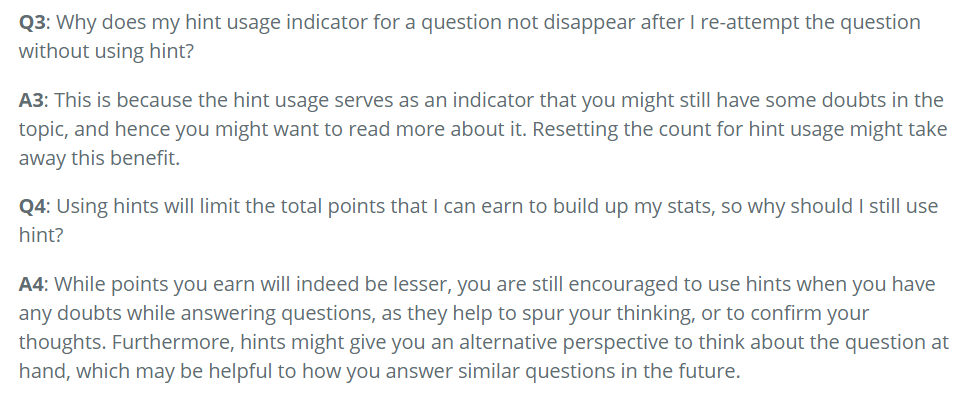 Q3: Why does my hint usage indicator for a question not disappear after I re-attempt the question
without using hint?
A3: This is because the hint usage serves as an indicator that you might still have some doubts in the
topic, and hence you might want to read more about it. Resetting the count for hint usage might take
away this benefit.
Q4: Using hints will limit the total points that I can earn to build up my stats, so why should I still use
hint?
A4: While points you earn will indeed be lesser, you are still encouraged to use hints when you have
any doubts while answering questions, as they help to spur your thinking, or to confirm your
thoughts. Furthermore, hints might give you an alternative perspective to think about the question at
hand, which may be helpful to how you answer similar questions in the future.